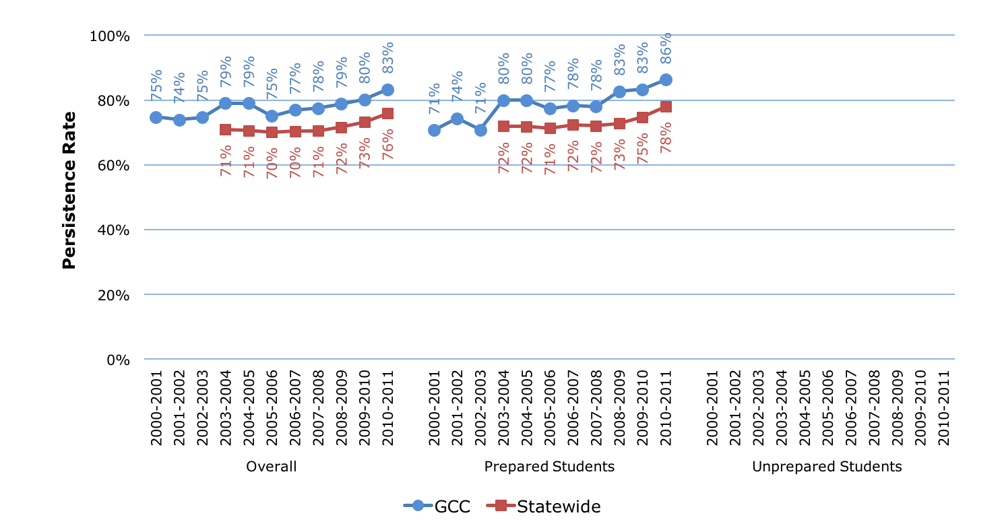 100%
80%
60%
40%
20%
0%
Persistence Rate
75% 74% 75% 79% 79% 75% 77% 78% 79% 80% 83%
71% 71% 70% 70% 71% 72% 73% 76%
71% 74% 71% 80% 80% 77% 78% 78% 83% 83% 86%
72% 72% 71% 72% 72% 73% 75% 78%
2000-2001 2001-2002 2002-2003 2003-2004 2004-2005 2005-2006 2006-2007 2007-2008 2008-2009 2009-2010 2010-2011
2000-2001 2001-2002 2002-2003 2003-2004 2004-2005 2005-2006 2006-2007 2007-2008 2008-2009 2009-2010 2010-2011
2000-2001 2001-2002 2002-2003 2003-2004 2004-2005 2005-2006 2006-2007 2007-2008 2008-2009 2009-2010 2010-2011
Overall Prepared Students Unprepared Students
GCC Statewide